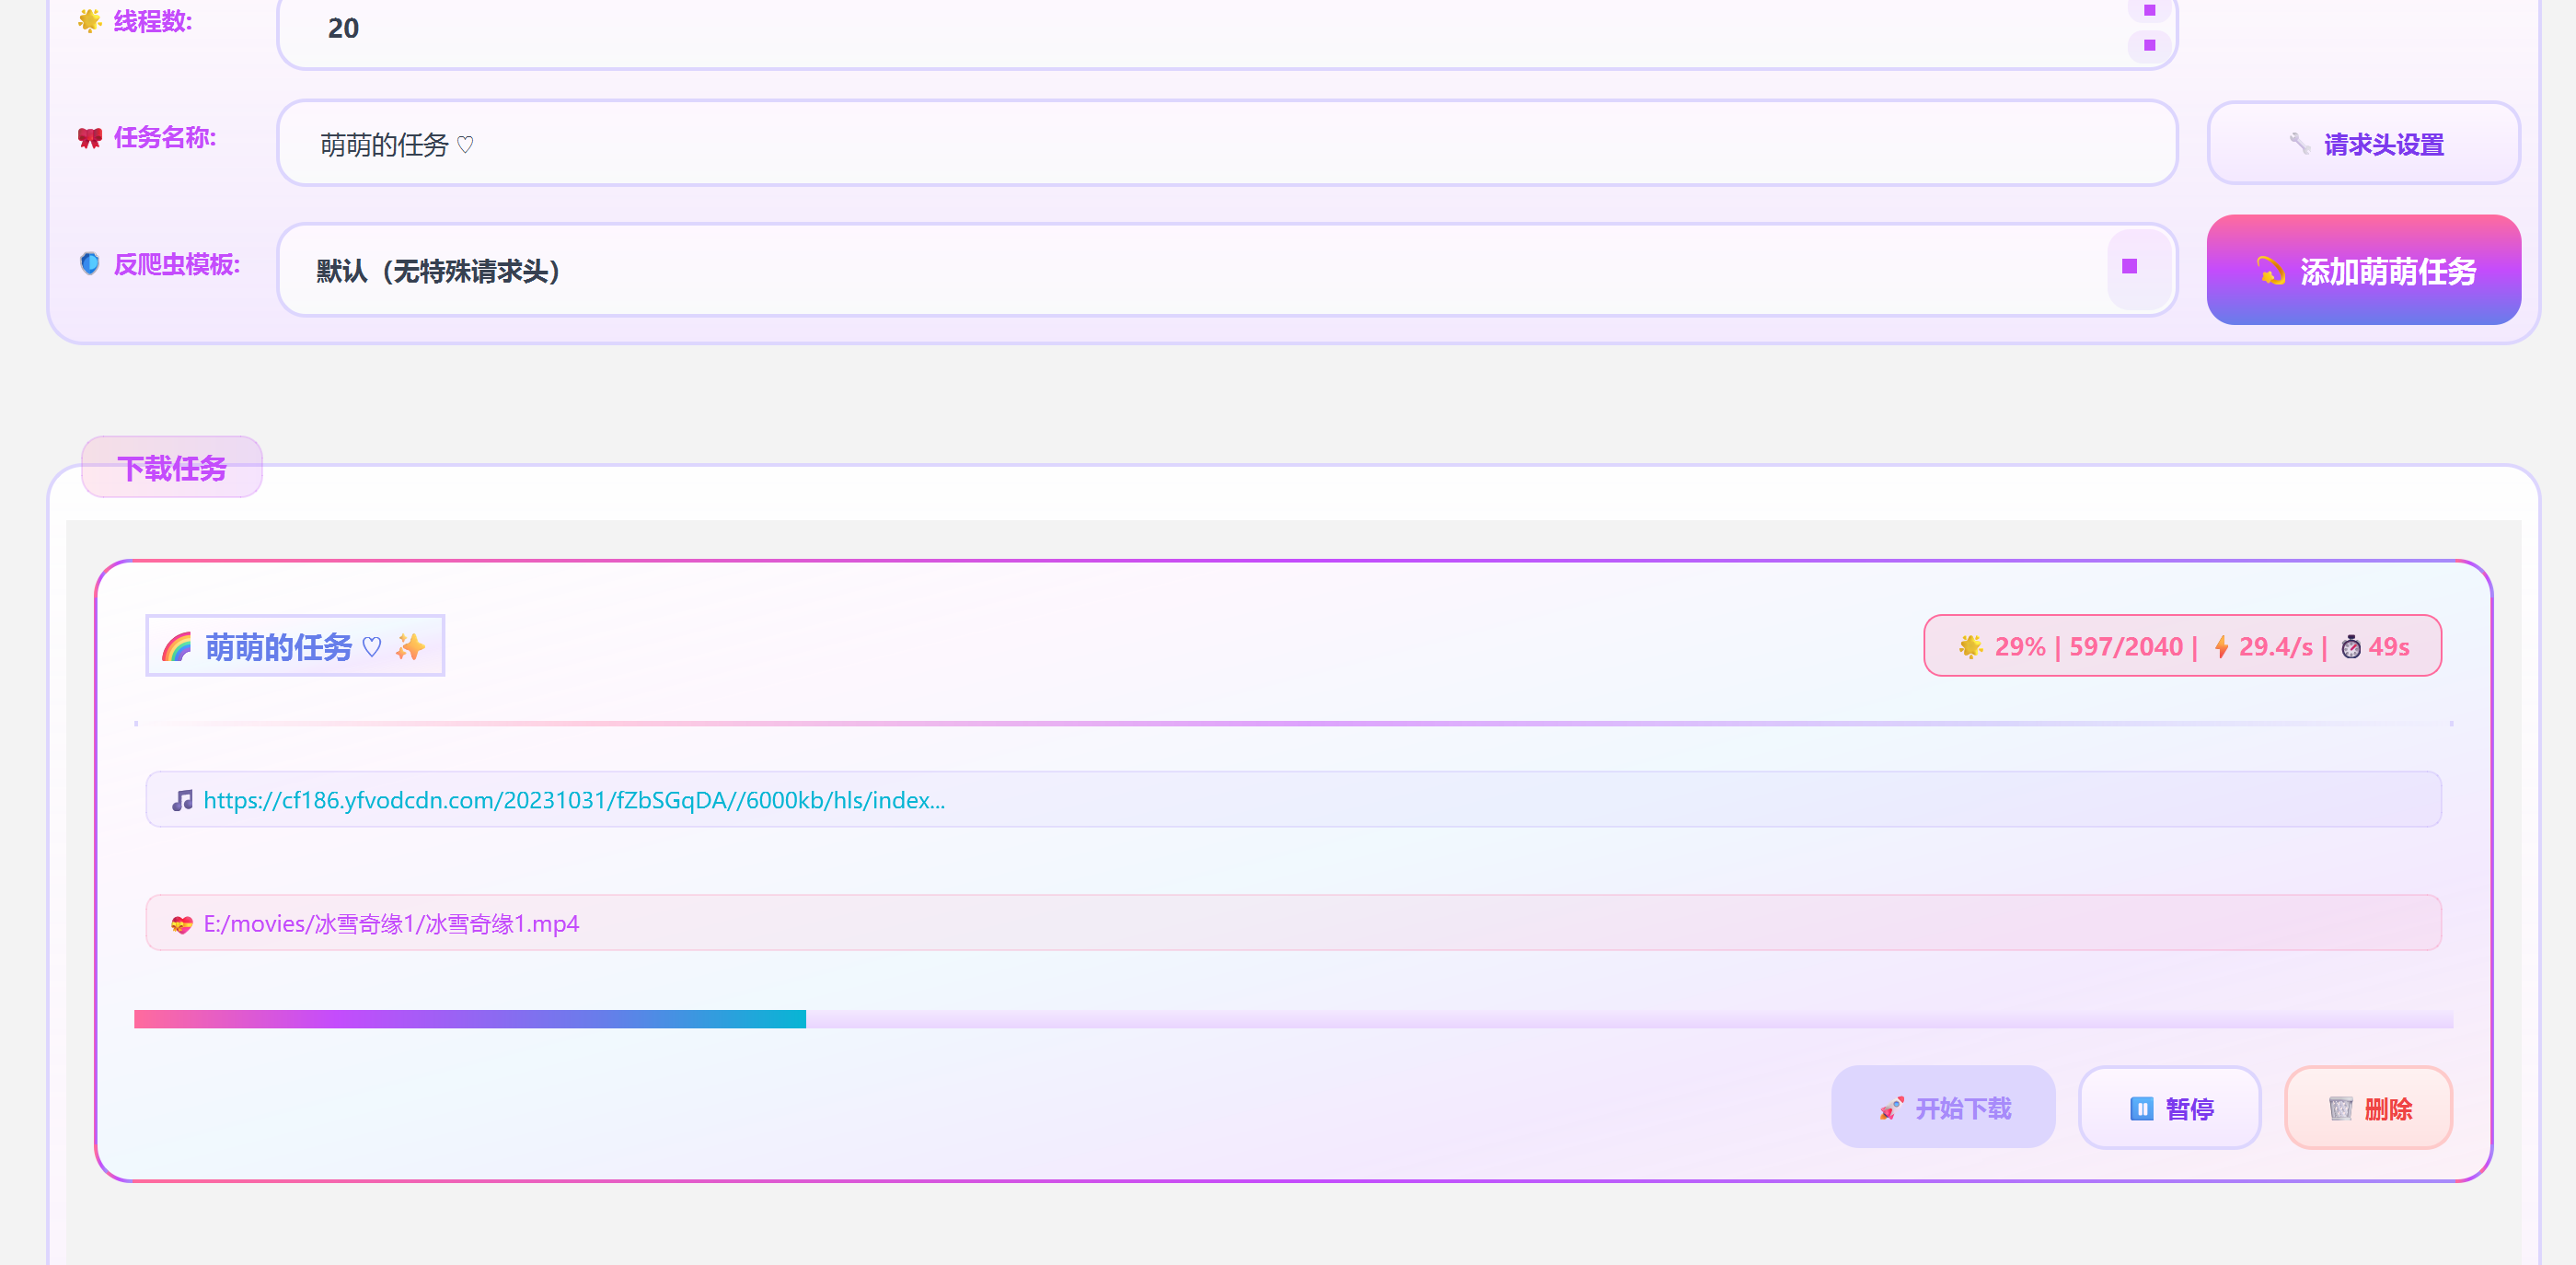 🌟 线程数: 20
🎀 任务名称: 萌萌的任务 ♡ 🔧 请求头设置
🛡️ 反爬虫模板: 默认（无特殊请求头） 💫 添加萌萌任务
下载任务
🌈 萌萌的任务 ♡ ✨ 🌟 29% | 597/2040 | ⚡ 29.4/s | ⏱ 49s
🎵 https://cf186.yfvodcdn.com/20231031/fZbSGqDA//6000kb/hls/index...
💝 E:/movies/冰雪奇缘1/冰雪奇缘1.mp4
🚀 开始下载 ⏸️ 暂停 🗑️ 删除